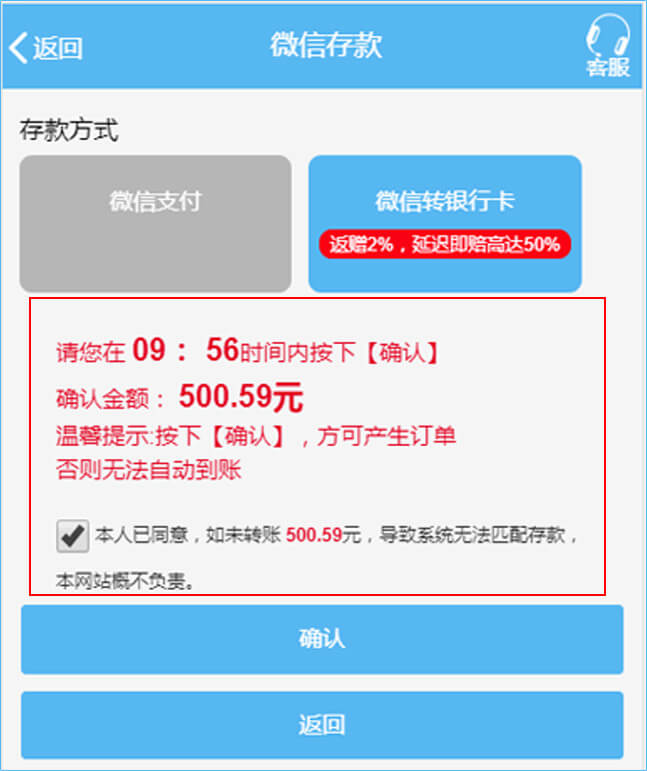 返回
微信存款
客服
存款方式
微信支付
微信转银行卡
返赠2%，延迟即赔高达50%
请您在 09： 56时间内按下【确认】
确认金额： 500.59元
温馨提示:按下【确认】，方可产生订单
否则无法自动到账
本人已同意，如未转账 500.59元，导致系统无法匹配存款，
本网站概不负责。
确认
返回